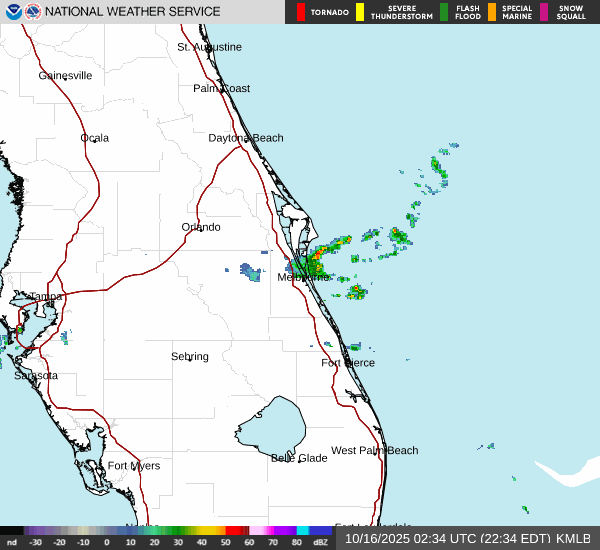 NATIONAL WEATHER SERVICE
TORNADO
SEVERE THUNDERSTORM
FLASH FLOOD
SPECIAL MARINE
SNOW SQUALL
St. Augustine
Gainesville
Palm Coast
Ocala
Daytona Beach
Orlando
Melbourne
Tampa
Sebring
Fort Pierce
Sarasota
West Palm Beach
Belle Glade
Fort Myers
nd -30 -20 -10 0 10 20 30 40 50 60 70 80 dBZ
10/16/2025 02:34 UTC (22:34 EDT) KMLB